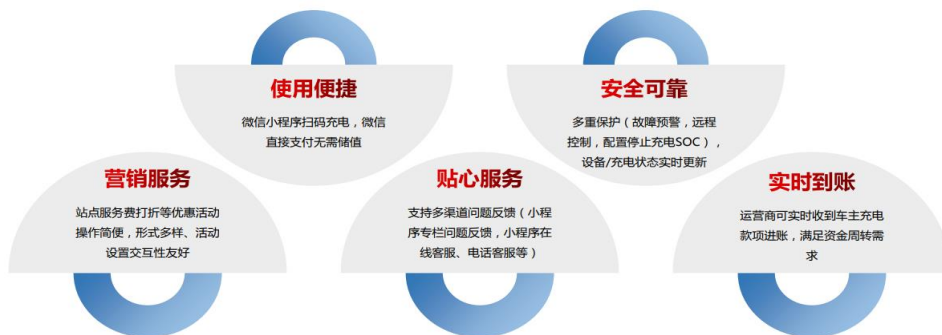 使用便捷
微信小程序扫码充电，微信
直接支付无需储值
安全可靠
多重保护（故障预警，远程
控制，配置停止充电SOC），
设备/充电状态实时更新
营销服务
站点服务费打折等优惠活动
操作简便，形式多样、活动
设置交互性友好
贴心服务
支持多渠道问题反馈（小程
序专栏问题反馈，小程序在
线客服、电话客服等）
实时到账
运营商可实时收到车主充电
款项进账，满足资金周转需
求